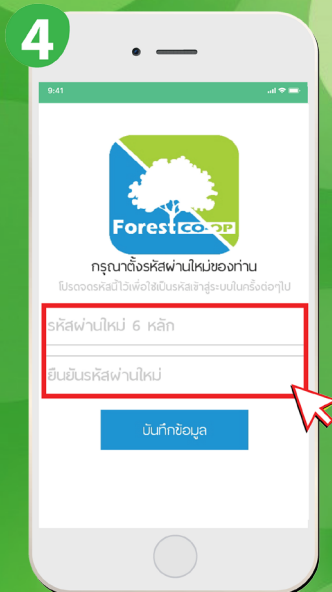 4
9:41
Forest CO-OP
กรุณาตั้งรหัสผ่านใหม่ของท่าน
โปรดจดรหัสนี้ไว้เพื่อใช้เป็นรหัสเข้าสู่ระบบในครั้งต่อๆไป
รหัสผ่านใหม่ 6 หลัก
ยืนยันรหัสผ่านใหม่
บันทึกข้อมูล